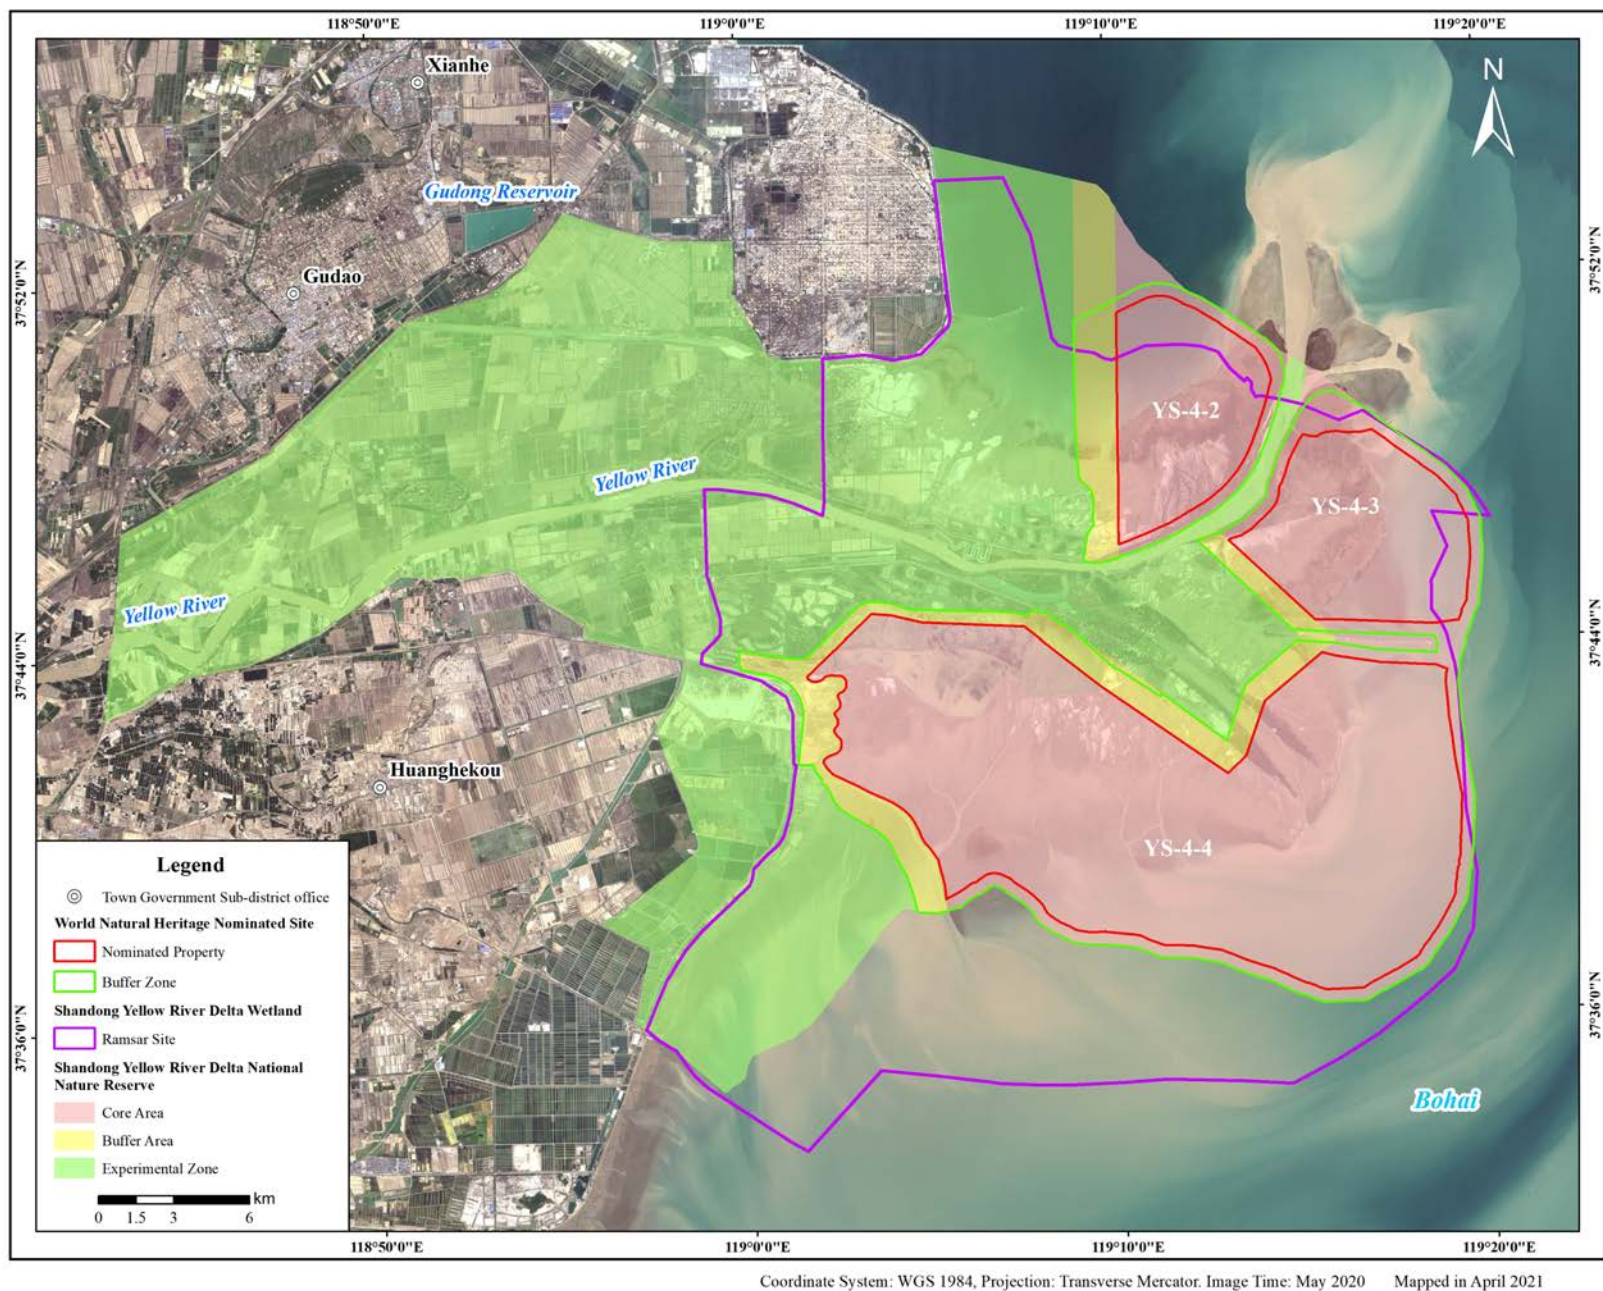 118°50'0"E
119°0'0"E
119°10'0"E
119°20'0"E
N
Xianhe
Gudong Reservoir
Gudao
37°52'0"N
37°52'0"N
YS-4-2
Yellow River
YS-4-3
Yellow River
37°44'0"N
37°44'0"N
Huanghekou
YS-4-4
Legend
Town Government Sub-district office
World Natural Heritage Nominated Site
Nominated Property
Buffer Zone
Shandong Yellow River Delta Wetland
Ramsar Site
Shandong Yellow River Delta National
Nature Reserve
Core Area
Buffer Area
Experimental Zone
km
0 1.5 3 6
37°36'0"N
37°36'0"N
Bohai
118°50'0"E
119°0'0"E
119°10'0"E
119°20'0"E
Coordinate System: WGS 1984, Projection: Transverse Mercator. Image Time: May 2020 Mapped in April 2021